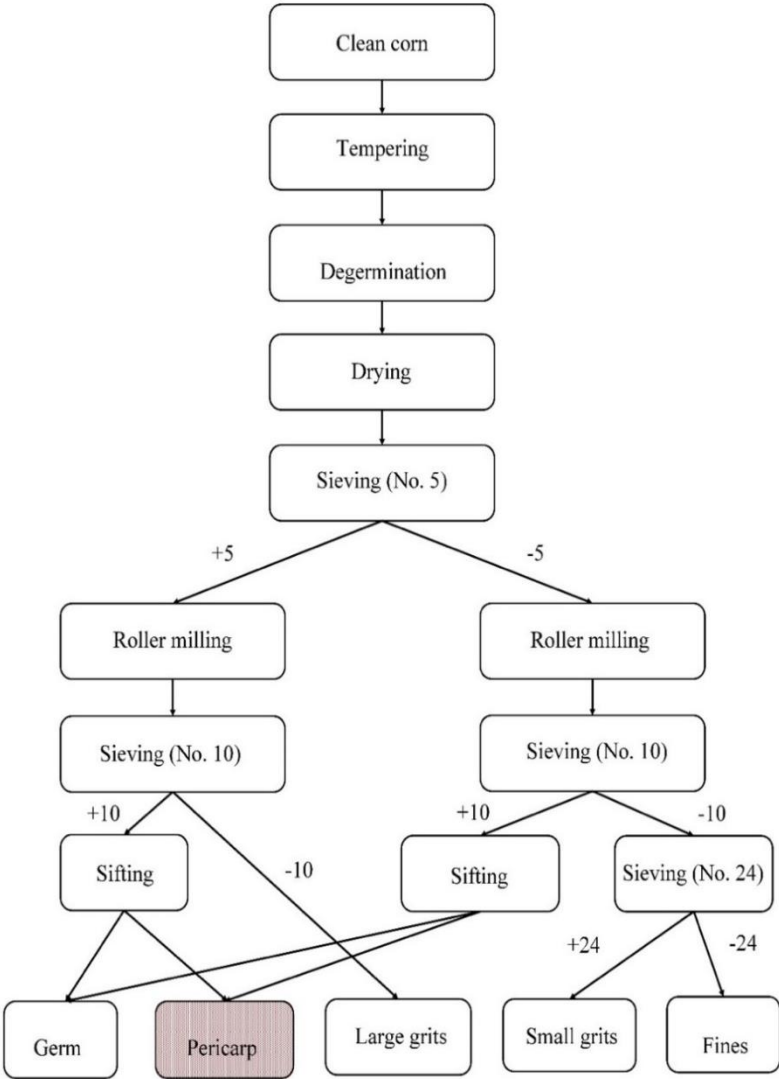 Clean corn
Tempering
Degermination
Drying
Sieving (No. 5)
+5
-5
Roller milling
Roller milling
Sieving (No. 10)
Sieving (No. 10)
+10
+10
-10
Sifting
-10
Sifting
Sieving (No. 24)
+24
-24
Germ
Pericarp
Large grits
Small grits
Fines